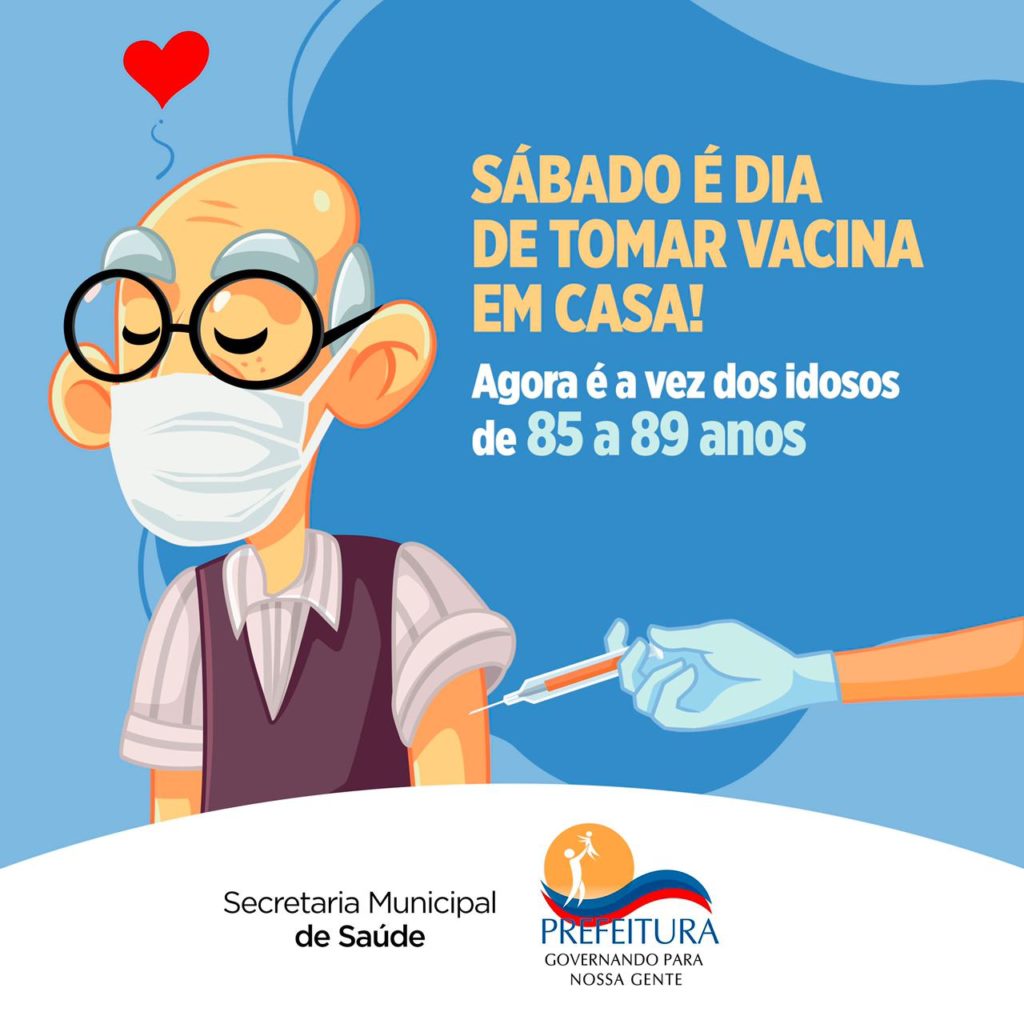 SÁBADO É DIA
DE TOMAR VACINA
EM CASA!
Agora é a vez dos idosos
de 85 a 89 anos
Secretaria Municipal
de Saúde
PREFEITURA
GOVERNANDO PARA
NOSSA GENTE